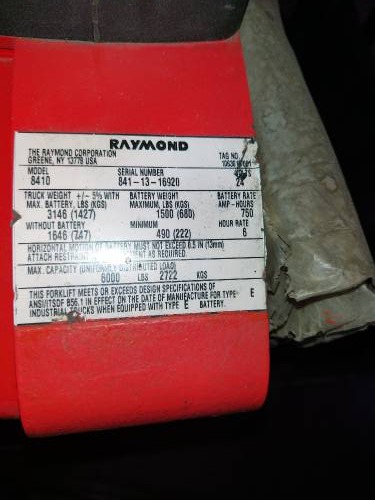 RAYMOND
THE RAYMOND CORPORATION
GREENE, NY 13778 USA
TAG NO.
MODEL SERIAL NUMBER VOLTS
8410 841-13-16920 24
TRUCK WEIGHT +/- 5% WITH BATTERY WEIGHT BATTERY RATE
MAX. BATTERY, LBS (KGS) MAXIMUM, LBS (KGS) AMP-HOURS
3146 (1427) 1500 (680) 750
WITHOUT BATTERY MINIMUM HOUR RATE
1646 (747) 490 (222) 6
HORIZONTAL MOTION OF BATTERY MUST NOT EXCEED 0.5 IN (13mm)
ATTACH RESTRAINT AS REQUIRED.
MAX. CAPACITY (UNIFORMLY DISTRIBUTED LOAD)
6000 LBS 2722 KGS
THIS FORKLIFT MEETS OR EXCEEDS DESIGN SPECIFICATIONS OF
ANSI/ITSDF B56.1 IN EFFECT ON THE DATE OF MANUFACTURE FOR TYPE E
INDUSTRIAL TRUCKS WHEN EQUIPPED WITH TYPE E BATTERY.